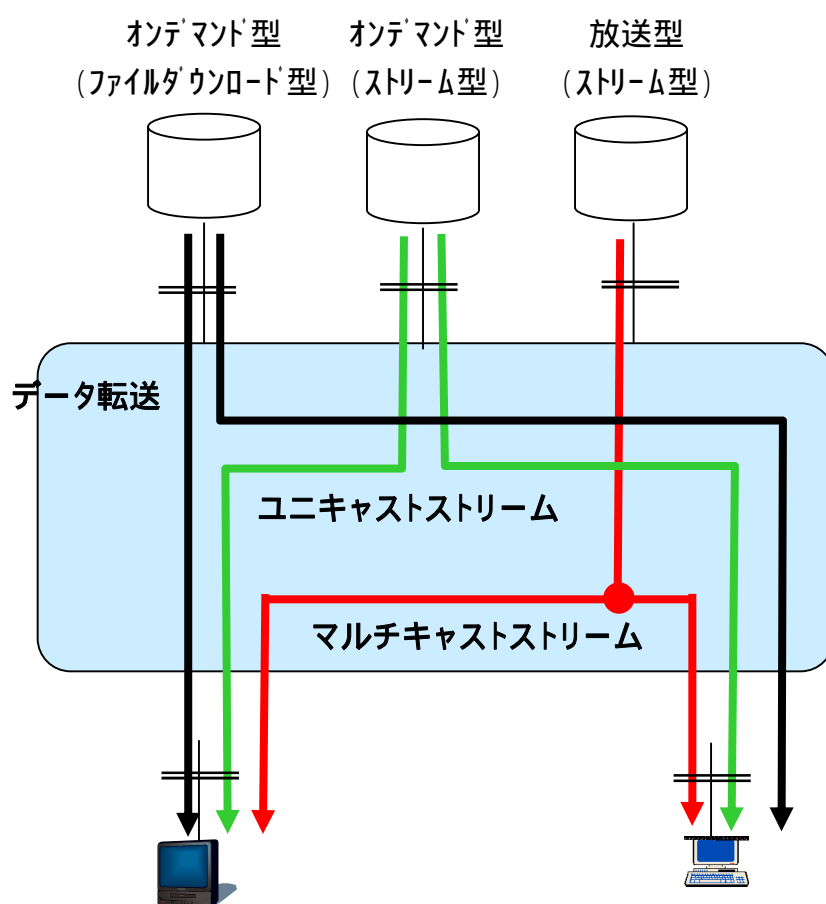 オンデマンド型
(ファイルダウンロード型)
オンデマンド型
(ストリーム型)
放送型
(ストリーム型)
データ転送
ユニキャストストリーム
マルチキャストストリーム